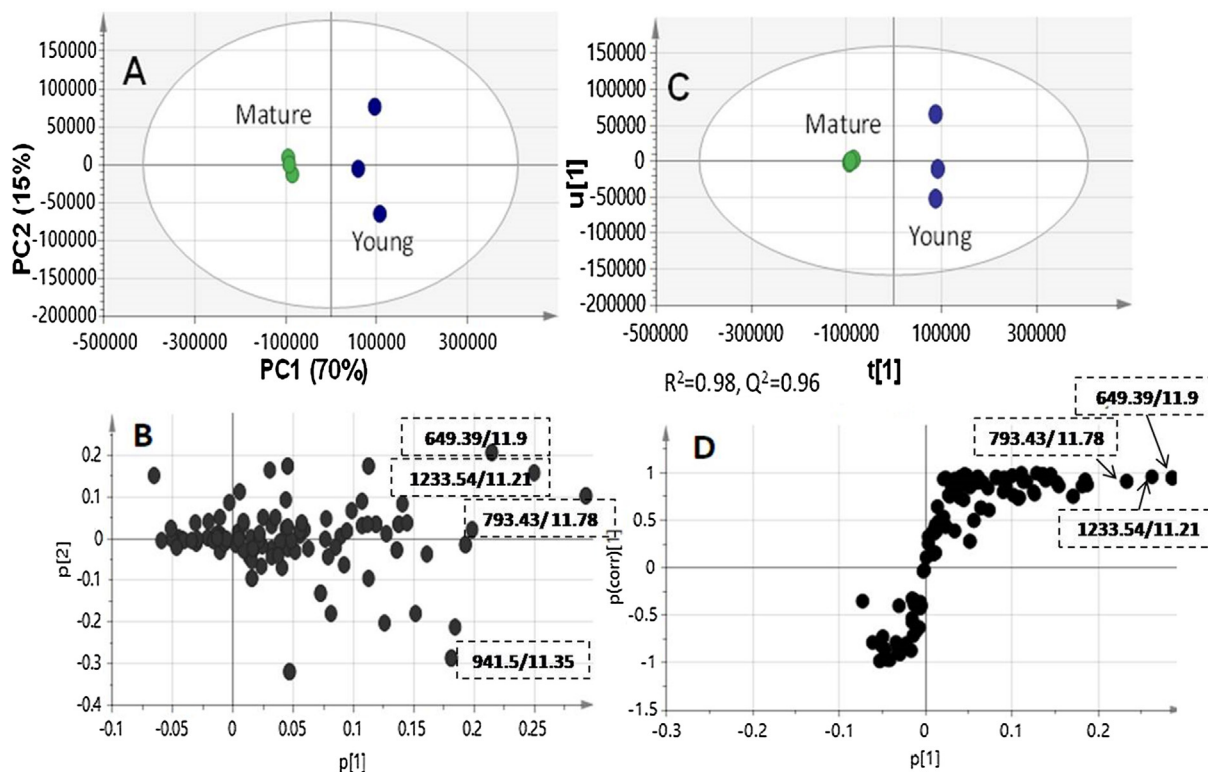 A
Mature
Young
PC2 (15%)
150000
100000
50000
0
-50000
-100000
-150000
-200000
-500000 -300000 -100000 100000 300000
PC1 (70%)
C
Mature
Young
u[1]
150000
100000
50000
0
-50000
-100000
-150000
-200000
-500000 -300000 -100000 100000 300000
t[1]
R²=0.98, Q²=0.96
B
649.39/11.9
1233.54/11.21
793.43/11.78
941.5/11.35
p[2]
0.2
0.1
0
-0.1
-0.2
-0.3
-0.4
-0.1 -0.05 0 0.05 0.1 0.15 0.2 0.25
p[1]
D
649.39/11.9
793.43/11.78
1233.54/11.21
p(corr)[1]
1
0.5
0
-0.5
-1
-1.5
-0.3 -0.2 -0.1 0 0.1 0.2
p[1]